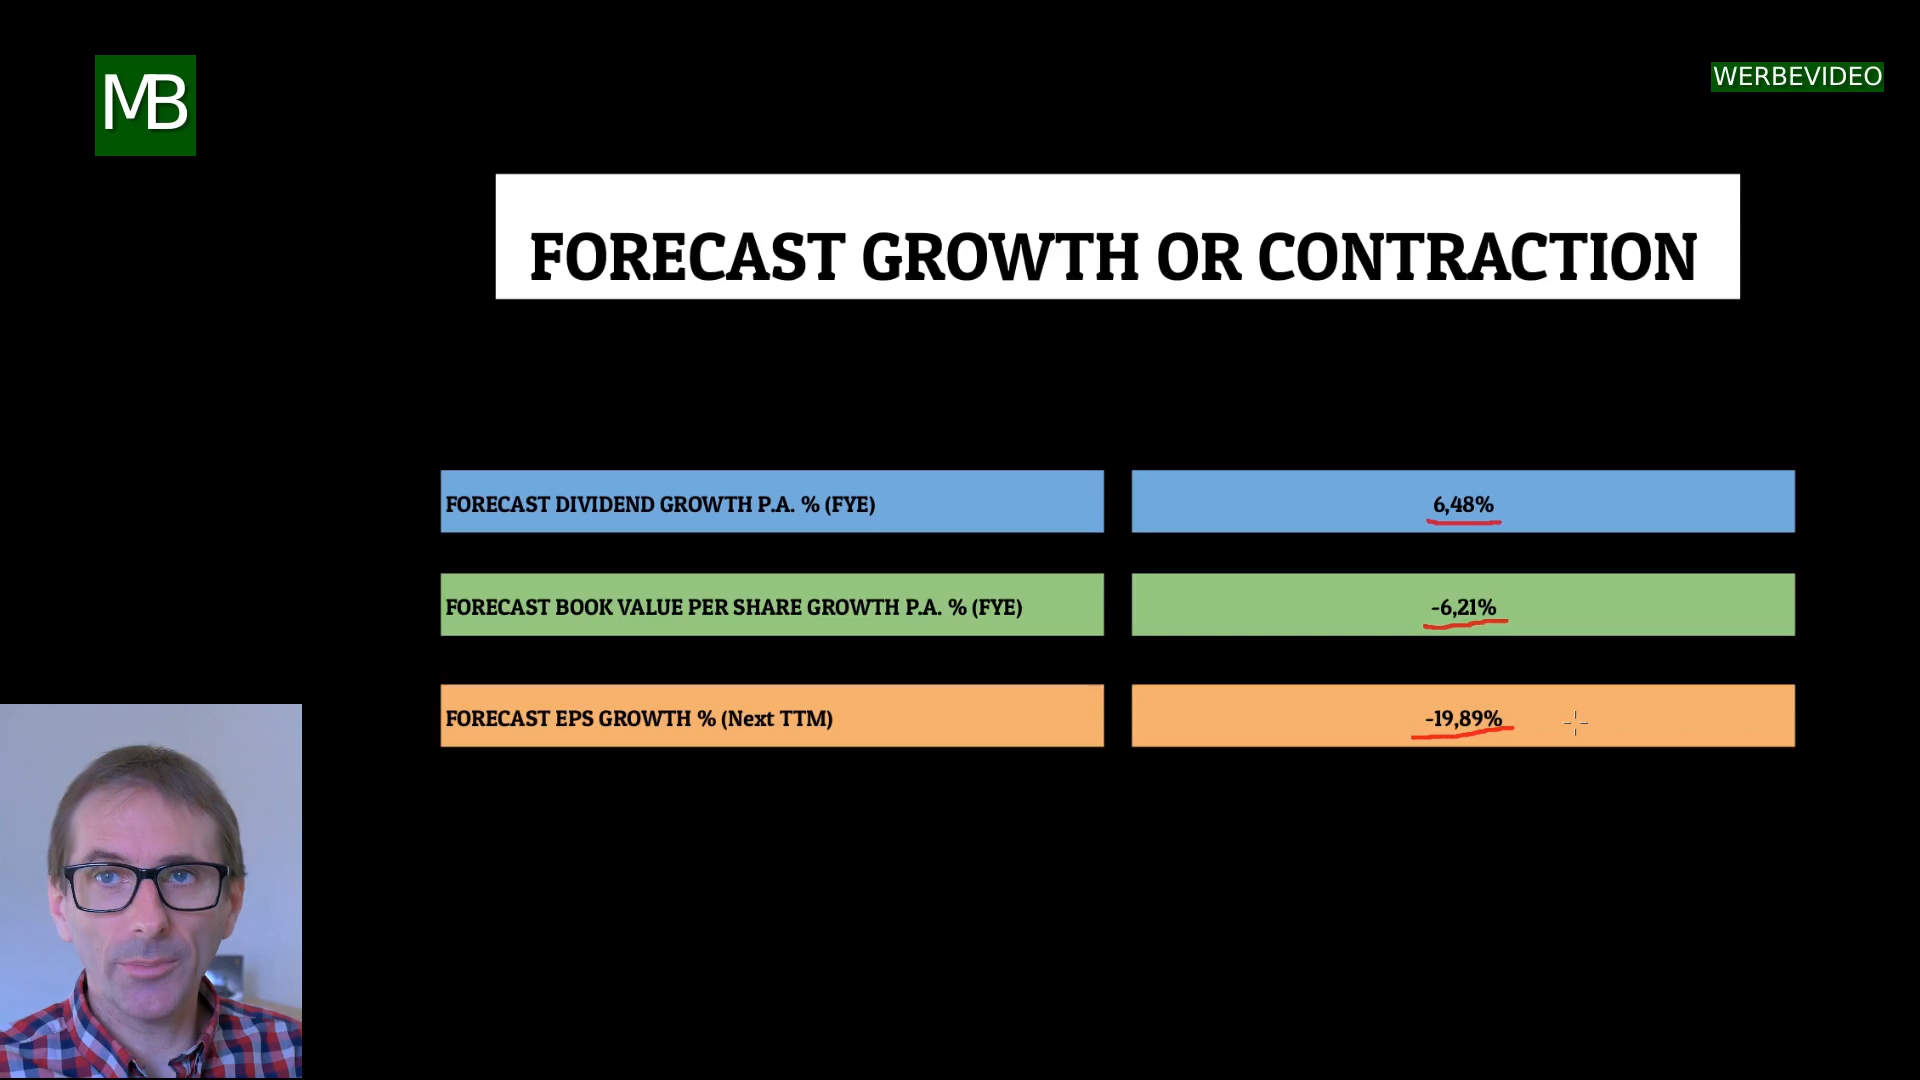 MB
WERBEVIDEO
FORECAST GROWTH OR CONTRACTION
FORECAST DIVIDEND GROWTH P.A. % (FYE)
6,48%
FORECAST BOOK VALUE PER SHARE GROWTH P.A. % (FYE)
-6,21%
FORECAST EPS GROWTH % (Next TTM)
-19,89%